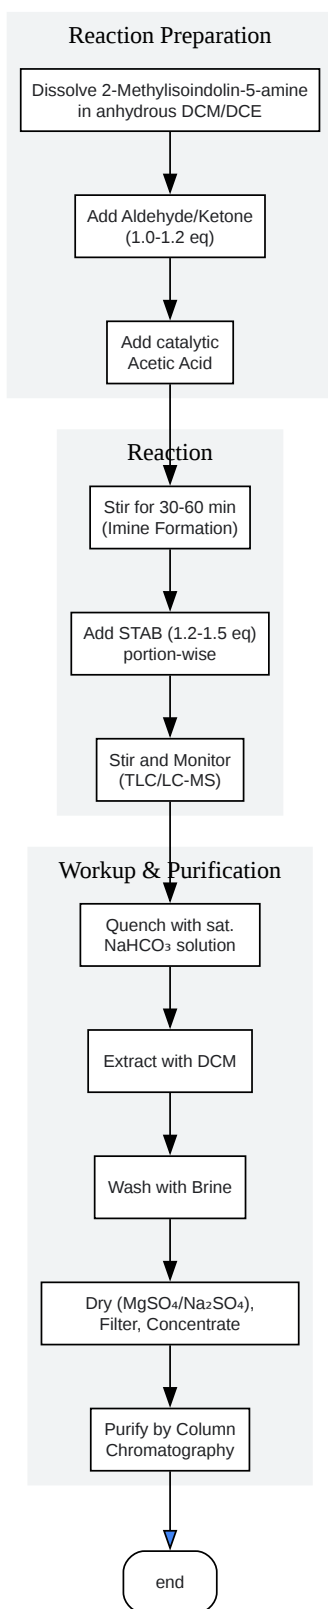 Reaction Preparation
Dissolve 2-Methylisoindolin-5-amine
in anhydrous DCM/DCE
Add Aldehyde/Ketone
(1.0-1.2 eq)
Add catalytic
Acetic Acid
Reaction
Stir for 30-60 min
(Imine Formation)
Add STAB (1.2-1.5 eq)
portion-wise
Stir and Monitor
(TLC/LC-MS)
Workup & Purification
Quench with sat.
NaHCO₃ solution
Extract with DCM
Wash with Brine
Dry (MgSO₄/Na₂SO₄),
Filter, Concentrate
Purify by Column
Chromatography
end